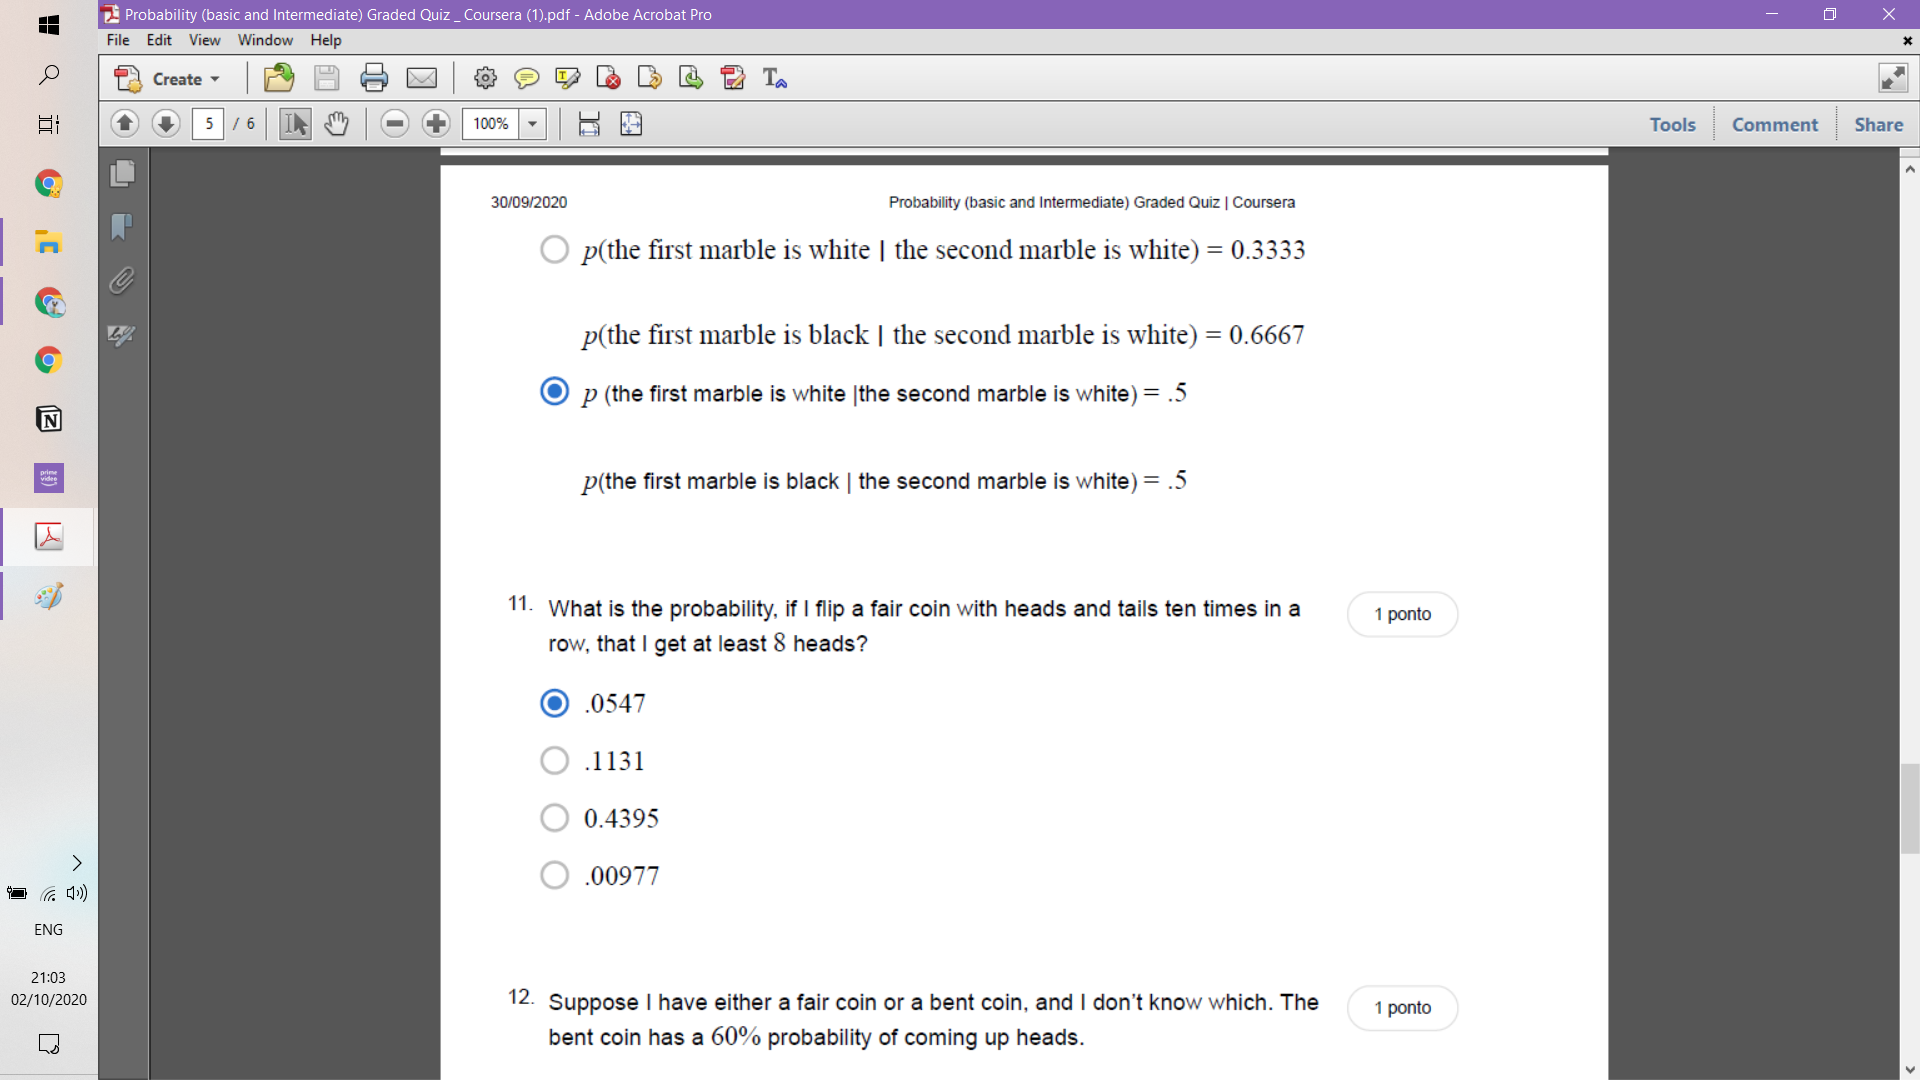 Probability (basic and Intermediate) Graded Quiz _ Coursera (1).pdf - Adobe Acrobat Pro
File Edit View Window Help
Create
5 / 6 100% Tools Comment Share
30/09/2020 Probability (basic and Intermediate) Graded Quiz | Coursera
p(the first marble is white | the second marble is white) = 0.3333
p(the first marble is black | the second marble is white) = 0.6667
p (the first marble is white |the second marble is white) = .5
p(the first marble is black | the second marble is white) = .5
11. What is the probability, if I flip a fair coin with heads and tails ten times in a
row, that I get at least 8 heads?
1 ponto
.0547
.1131
0.4395
.00977
12. Suppose I have either a fair coin or a bent coin, and I don't know which. The
bent coin has a 60% probability of coming up heads.
1 ponto
prime
video
ENG
21:03
02/10/2020